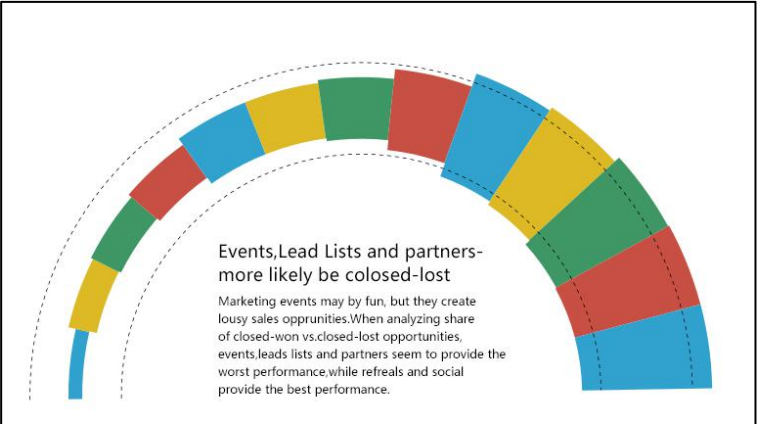 Events,Lead Lists and partners-
more likely be colosed-lost
Marketing events may by fun, but they create
lousy sales opprunities.When analyzing share
of closed-won vs.closed-lost opportunities,
events,leads lists and partners seem to provide the
worst performance,while refreals and social
provide the best performance.